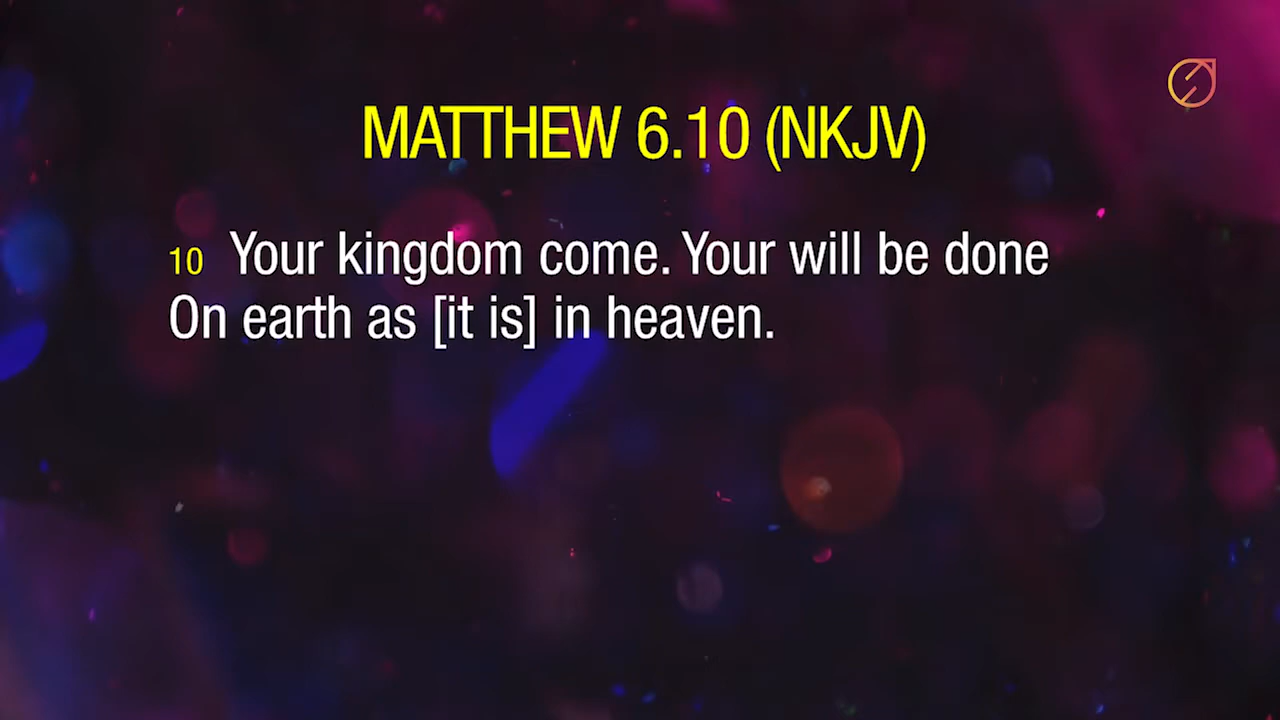 MATTHEW 6.10 (NKJV)
10 Your kingdom come. Your will be done
On earth as [it is] in heaven.